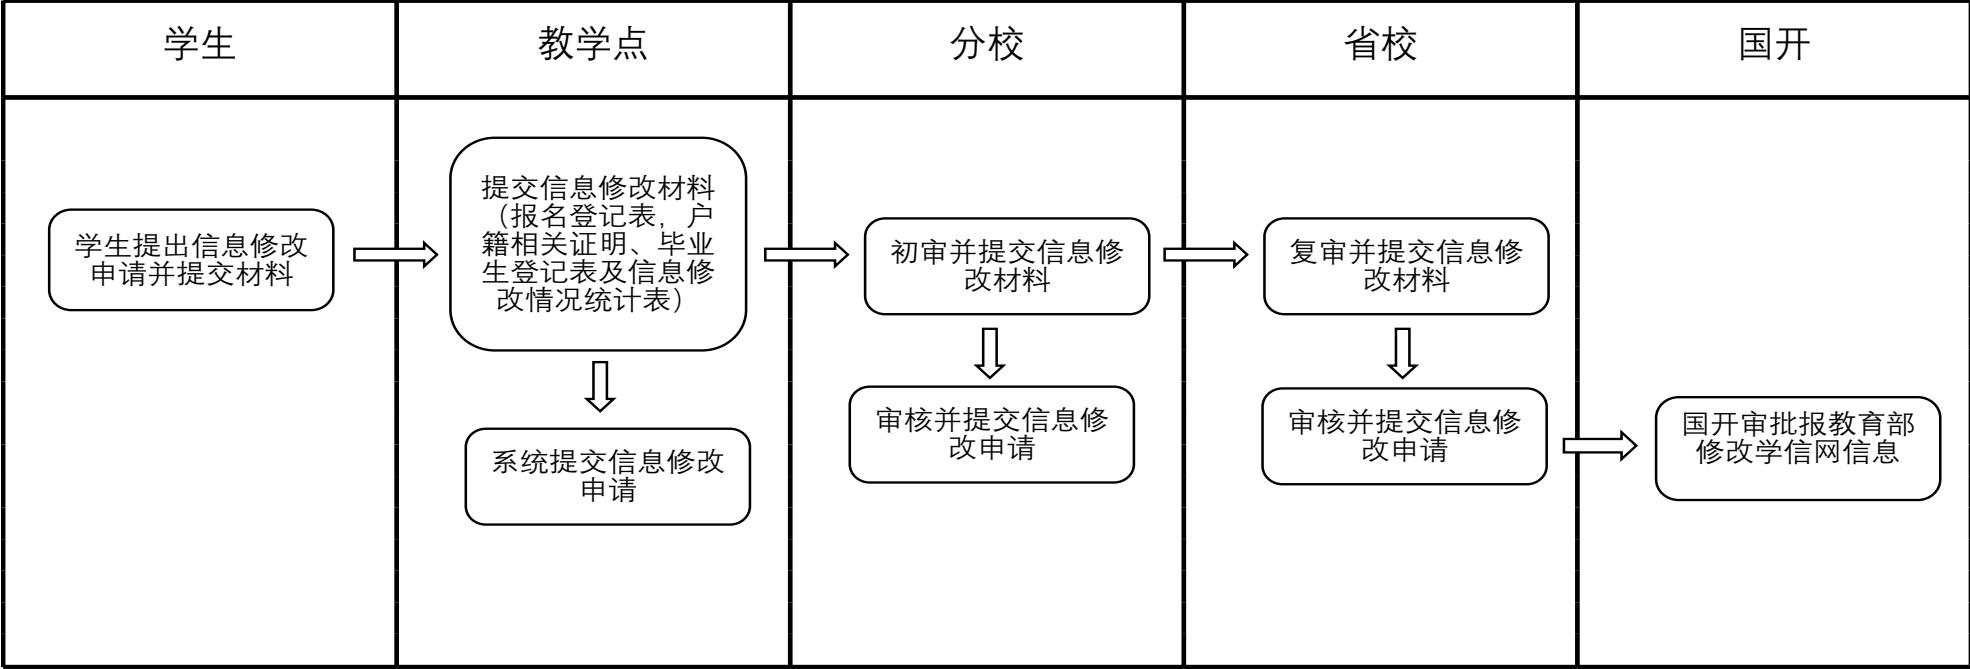 学生
教学点
分校
省校
国开
学生提出信息修改
申请并提交材料
提交信息修改材料
（报名登记表，户
籍相关证明、毕业
生登记表及信息修
改情况统计表）
系统提交信息修改
申请
初审并提交信息修
改材料
审核并提交信息修
改申请
复审并提交信息修
改材料
审核并提交信息修
改申请
国开审批报教育部
修改学信网信息